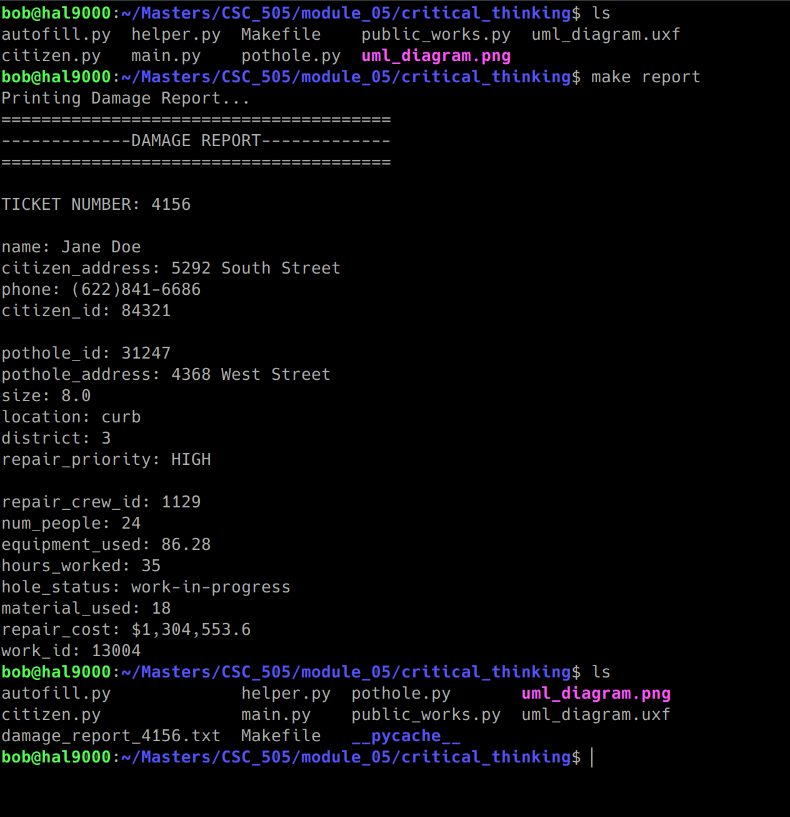 bob@hal9000:~/Masters/CSC_505/module_05/critical_thinking$ ls
autofill.py  helper.py  Makefile    public_works.py  uml_diagram.uxf
citizen.py   main.py    pothole.py  uml_diagram.png
bob@hal9000:~/Masters/CSC_505/module_05/critical_thinking$ make report
Printing Damage Report...
=======================================
-------------DAMAGE REPORT-------------
=======================================

TICKET NUMBER: 4156

name: Jane Doe
citizen_address: 5292 South Street
phone: (622)841-6686
citizen_id: 84321

pothole_id: 31247
pothole_address: 4368 West Street
size: 8.0
location: curb
district: 3
repair_priority: HIGH

repair_crew_id: 1129
num_people: 24
equipment_used: 86.28
hours_worked: 35
hole_status: work-in-progress
material_used: 18
repair_cost: $1,304,553.6
work_id: 13004
bob@hal9000:~/Masters/CSC_505/module_05/critical_thinking$ ls
autofill.py             helper.py  pothole.py       uml_diagram.png
citizen.py              main.py    public_works.py  uml_diagram.uxf
damage_report_4156.txt  Makefile   __pycache__
bob@hal9000:~/Masters/CSC_505/module_05/critical_thinking$